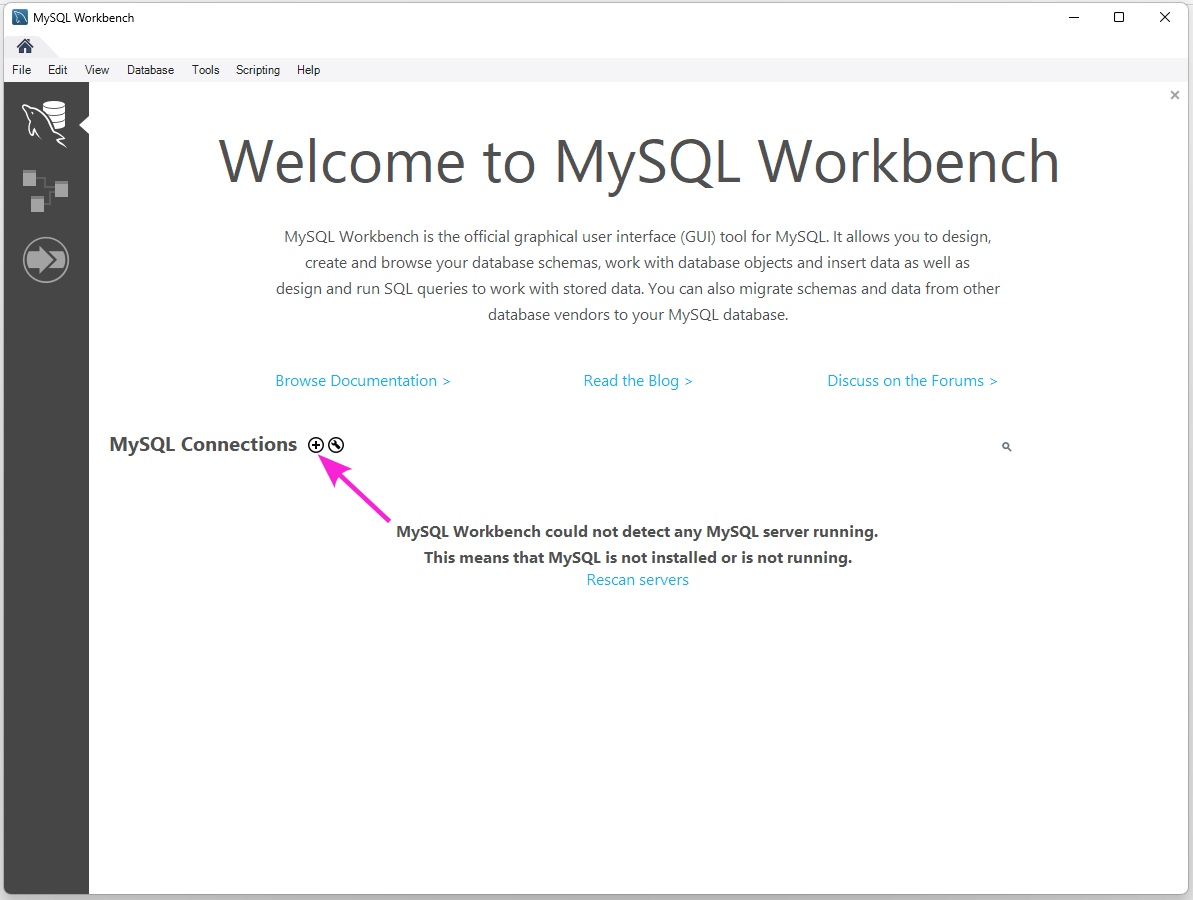 MySQL Workbench
File Edit View Database Tools Scripting Help
Welcome to MySQL Workbench
MySQL Workbench is the official graphical user interface (GUI) tool for MySQL. It allows you to design,
create and browse your database schemas, work with database objects and insert data as well as
design and run SQL queries to work with stored data. You can also migrate schemas and data from other
database vendors to your MySQL database.
Browse Documentation > Read the Blog > Discuss on the Forums >
MySQL Connections
MySQL Workbench could not detect any MySQL server running.
This means that MySQL is not installed or is not running.
Rescan servers